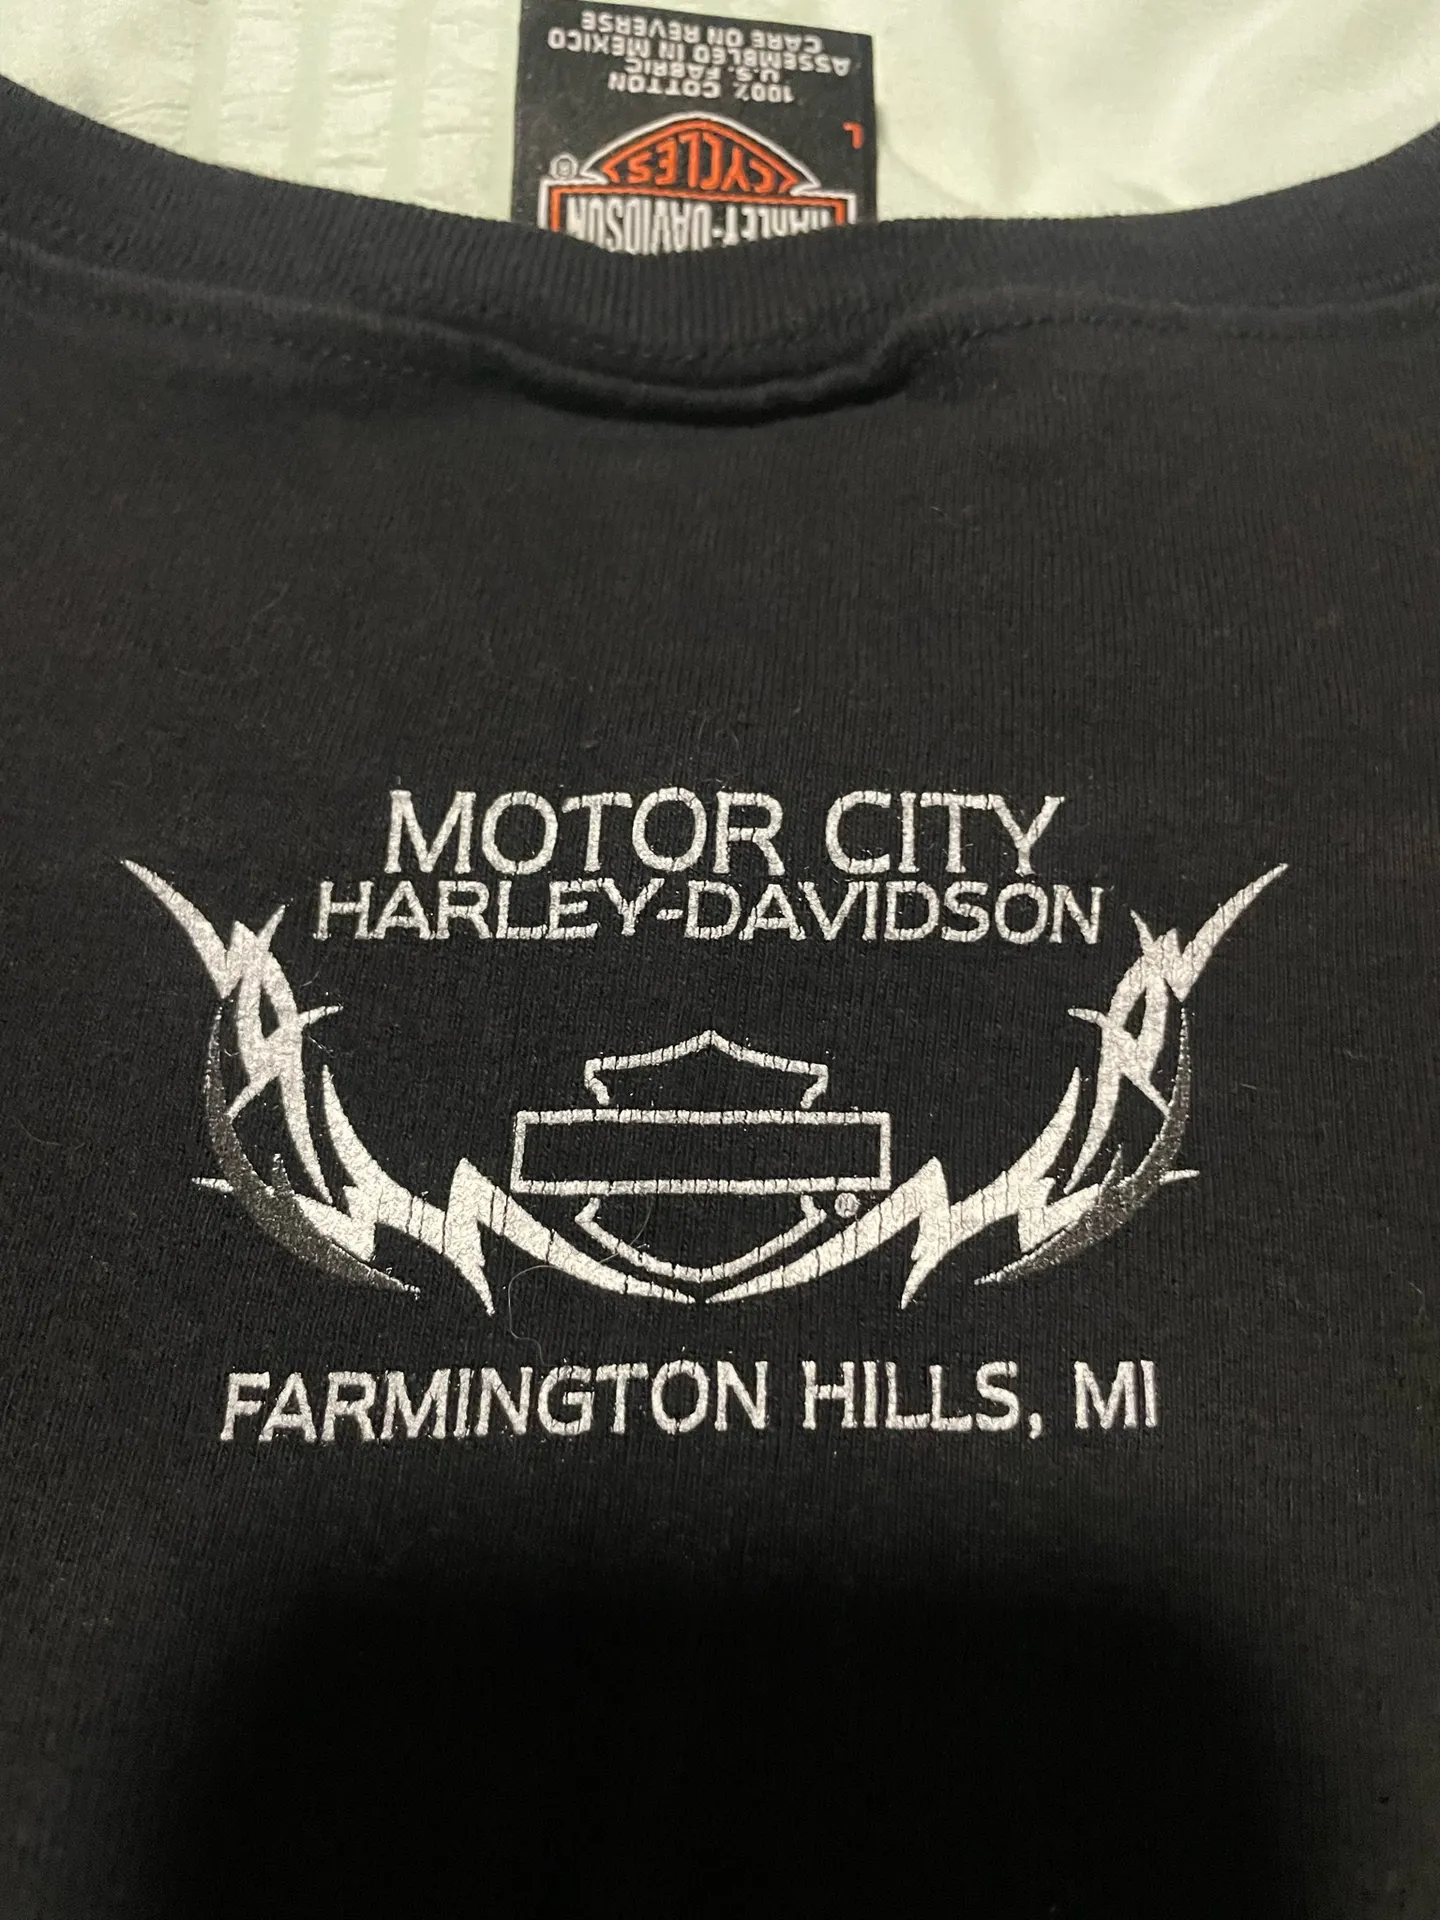 CARE ON REVERSE
ASSEMBLED IN MEXICO
U.S. FABRIC
100% COTTON
L
CYCLES
®
HARLEY-DAVIDSON
MOTOR CITY
HARLEY-DAVIDSON
®
FARMINGTON HILLS, MI